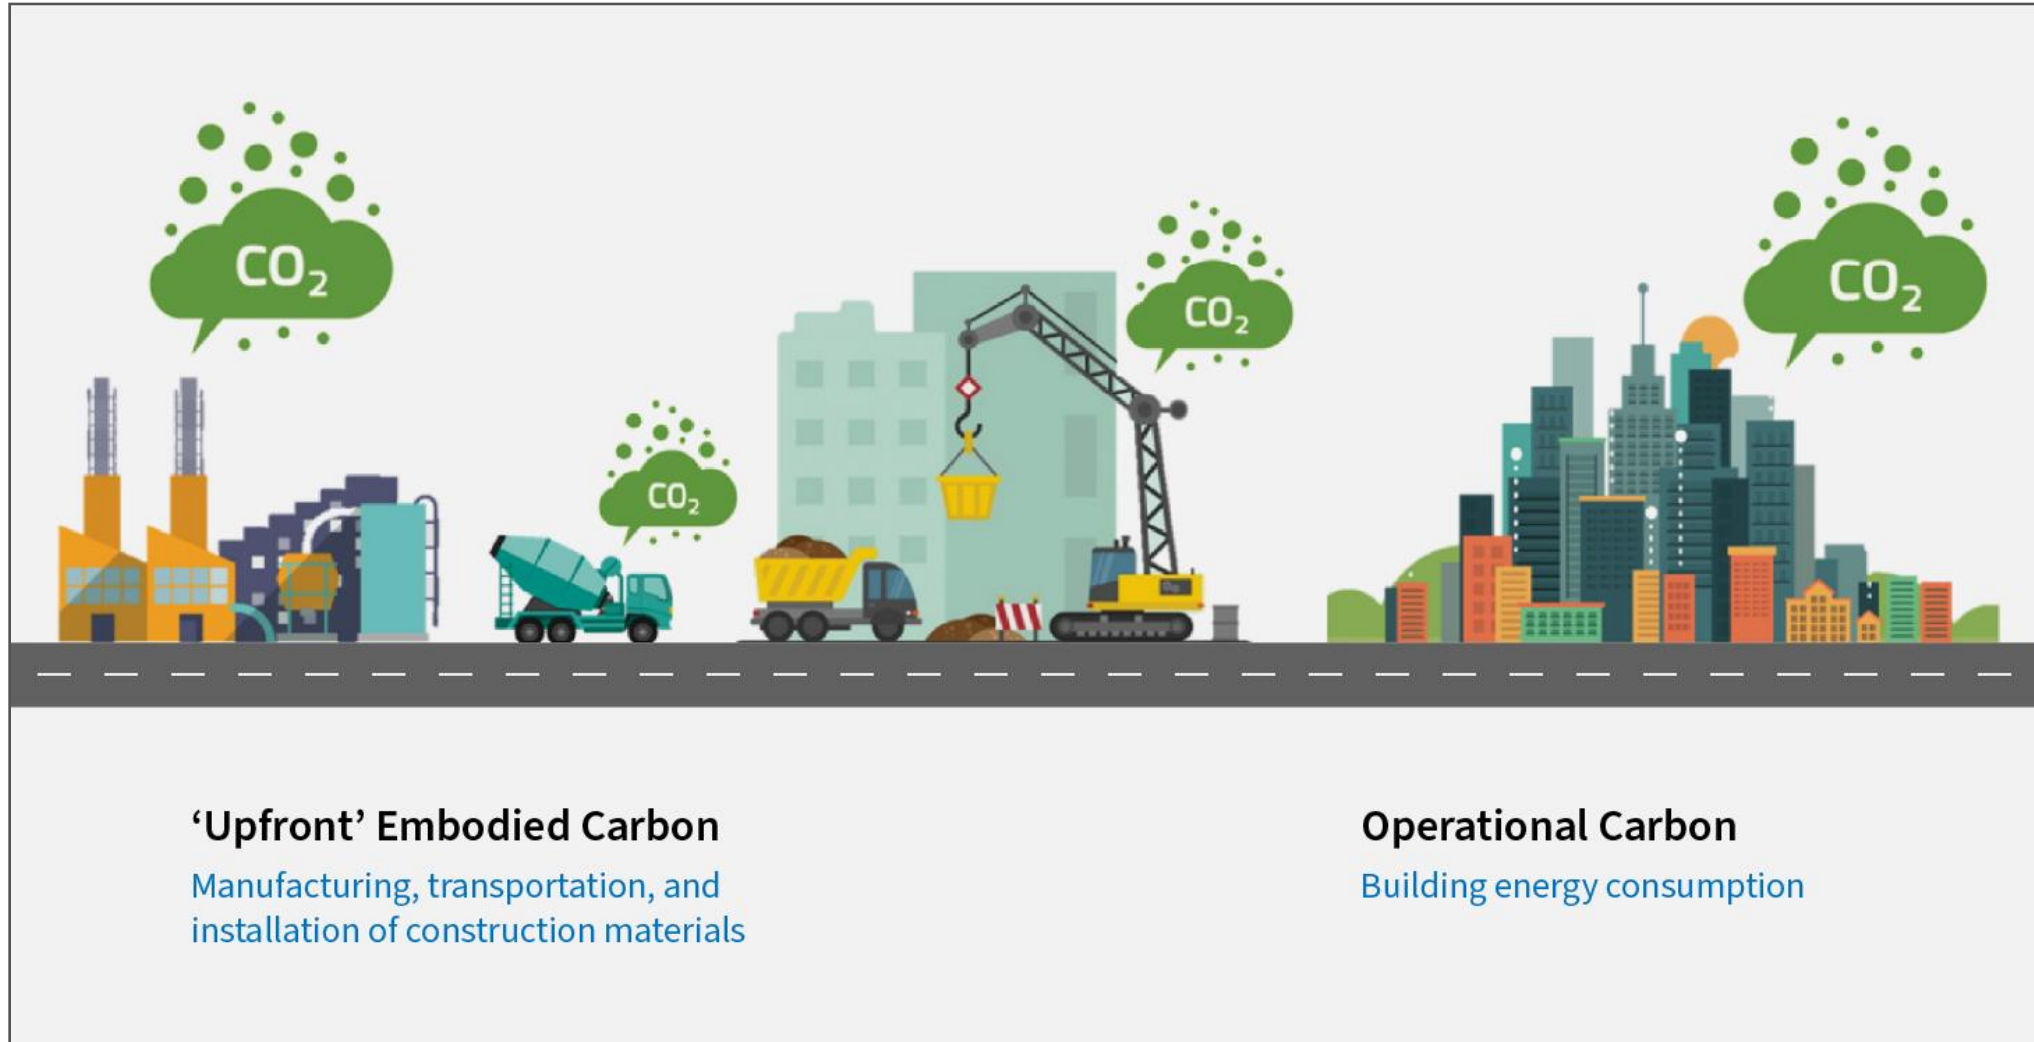 CO₂
CO₂
CO₂
CO₂
‘Upfront’ Embodied Carbon
Manufacturing, transportation, and
installation of construction materials
Operational Carbon
Building energy consumption